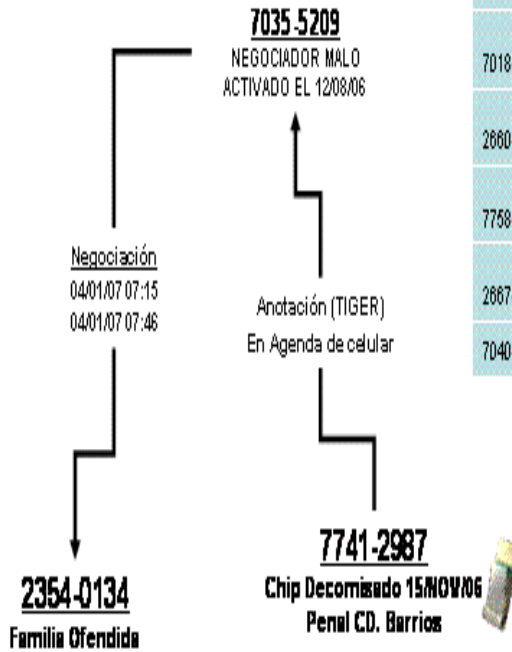 7035-5209
NEGOCIADOR MALO
ACTIVADO EL 12/08/06
Negociación
04/01/07 07:15
04/01/07 07:46
Anotación (TIGER)
En Agenda de celular
7741-2987
Chip Decomisado 15/NOV/06
Penal CD. Barrios
2354-0134
Familia Ofendida
7018
2660
7758
2667
7040